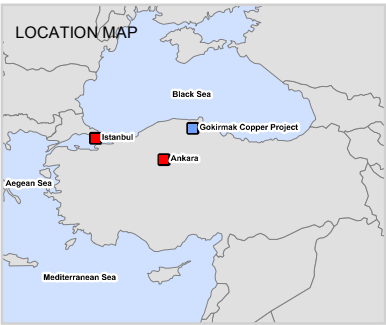 LOCATION MAP
Black Sea
Gokirmak Copper Project
Istanbul
Ankara
Aegean Sea
Mediterranean Sea